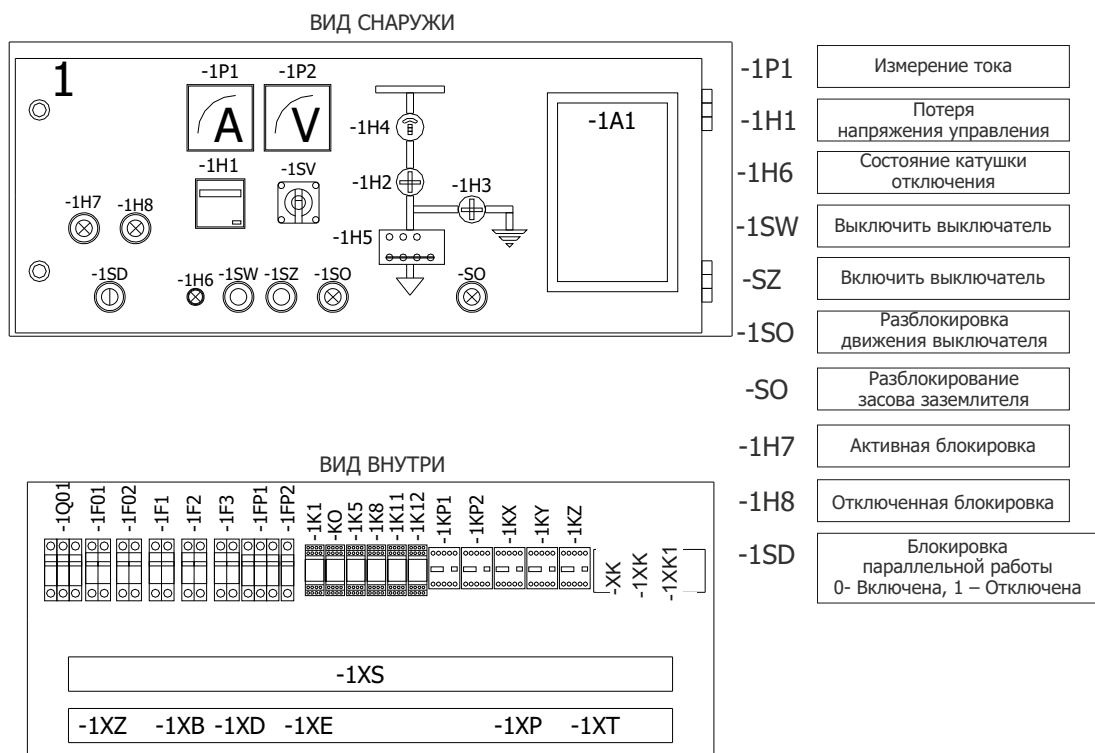 ВИД СНАРУЖИ
1
-1P1
-1P2
A
V
-1H4
-1A1
-1H1
-1SV
-1H2
-1H3
-1H7
-1H8
-1H5
-1SD
-1H6
-1SW
-1SZ
-1SO
-SO
-1P1
Измерение тока
-1H1
Потеря
напряжения управления
-1H6
Состояние катушки
отключения
-1SW
Выключить выключатель
-SZ
Включить выключатель
-1SO
Разблокировка
движения выключателя
-SO
Разблокирование
засова заземлителя
-1H7
Активная блокировка
-1H8
Отключенная блокировка
-1SD
Блокировка
параллельной работы
0- Включена, 1 – Отключена
ВИД ВНУТРИ
-1Q01
-1F01
-1F02
-1F1
-1F2
-1F3
-1FP1
-1FP2
-1K1
-KO
-1K5
-1K8
-1K11
-1K12
-1KP1
-1KP2
-1KX
-1KY
-1KZ
-XK
-1XK
-1XK1
-1XS
-1XZ -1XB -1XD -1XE -1XP -1XT